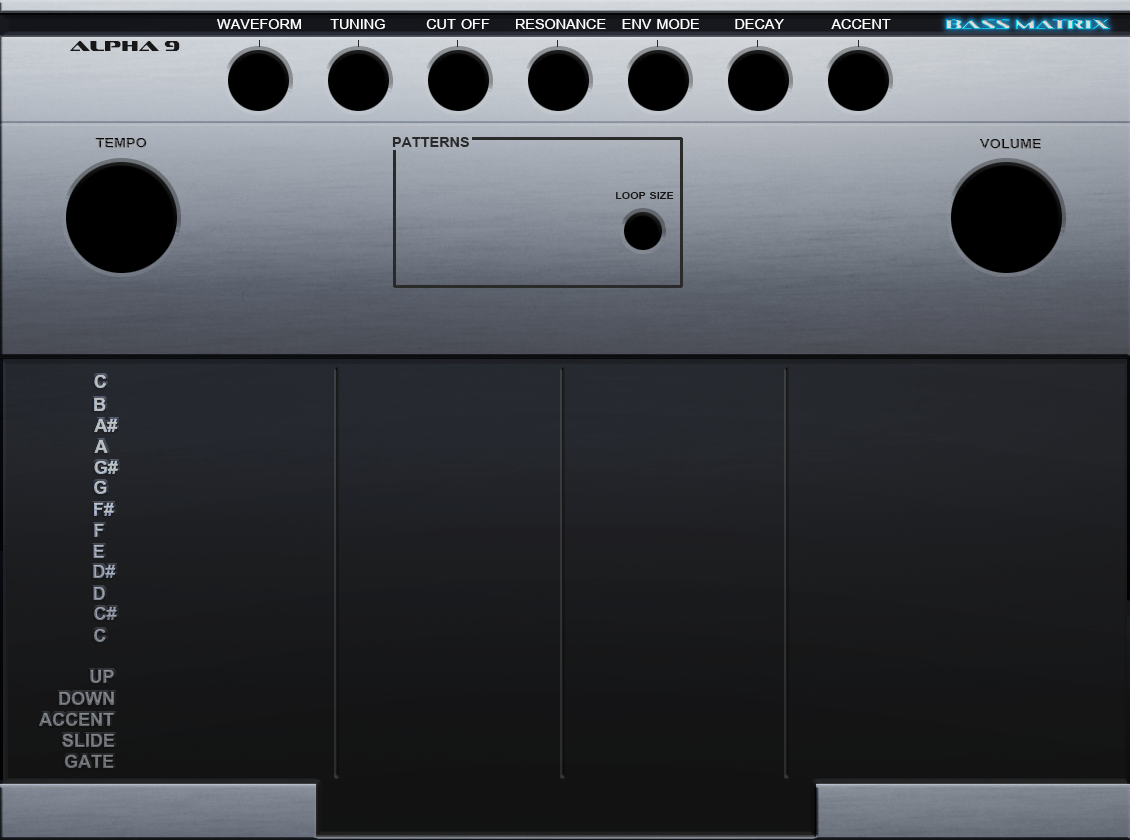 WAVEFORM TUNING CUT OFF RESONANCE ENV MODE DECAY ACCENT BASS MATRIX
ALPHA 9
TEMPO PATTERNS VOLUME
LOOP SIZE
C
B
A#
A
G#
G
F#
F
E
D#
D
C#
C
UP
DOWN
ACCENT
SLIDE
GATE